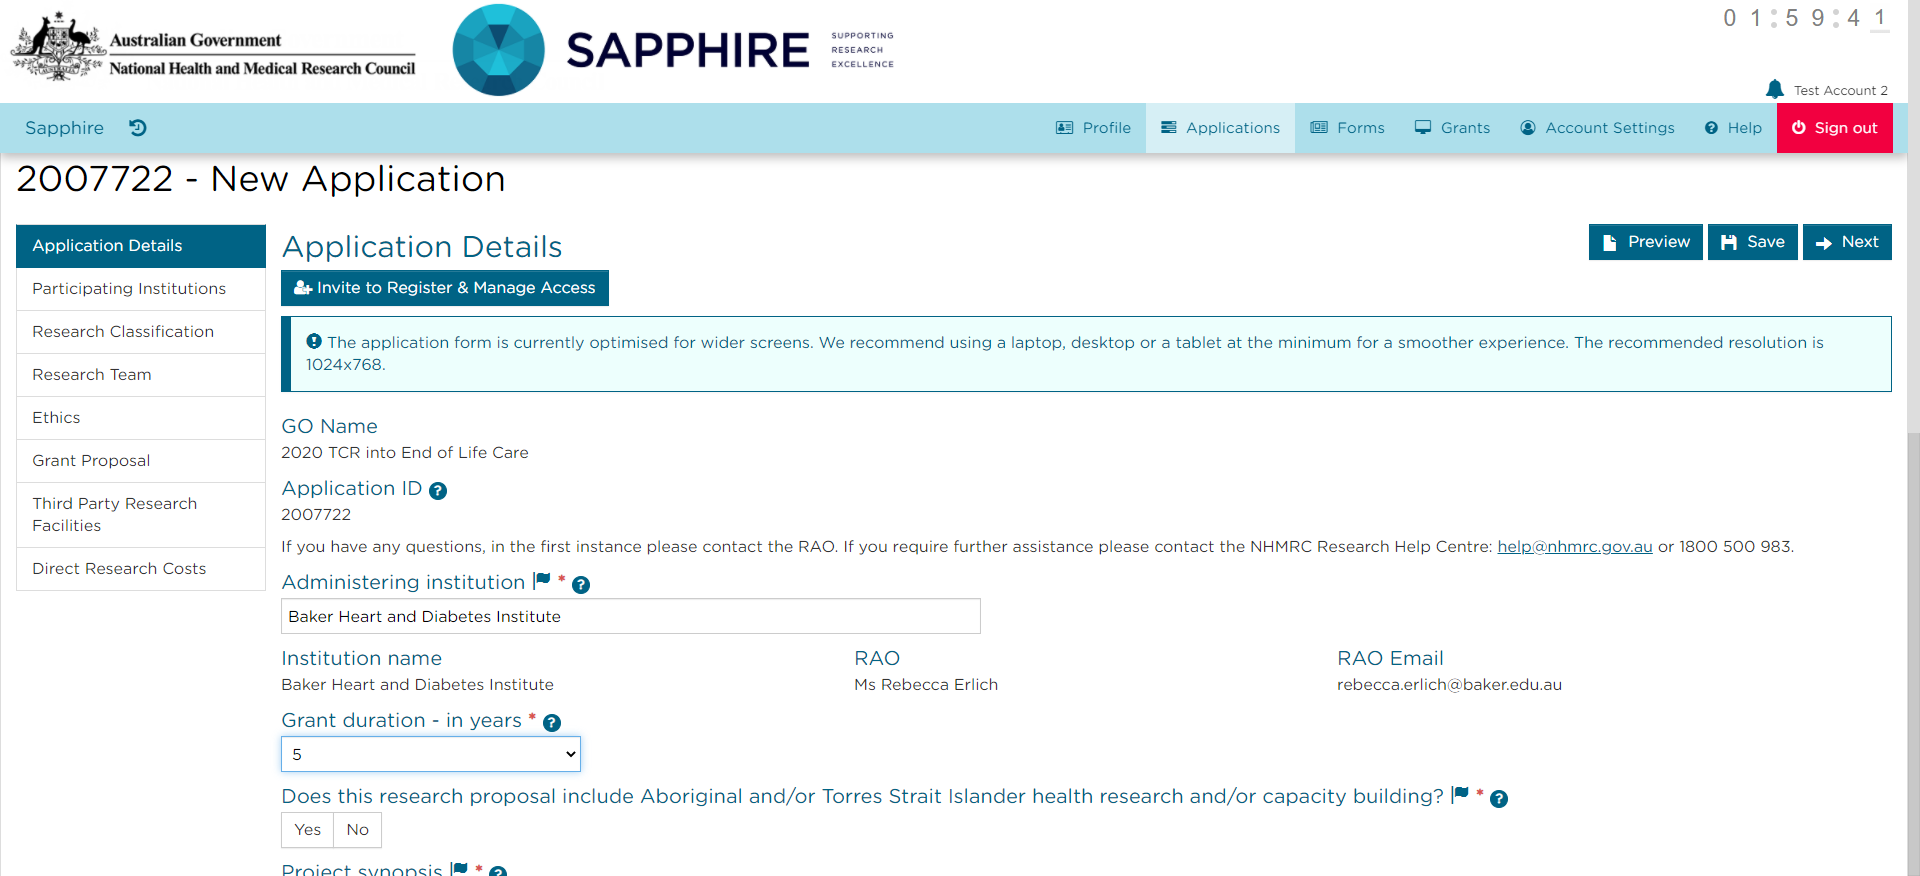 Australian Government
National Health and Medical Research Council
SAPPHIRE
SUPPORTING
RESEARCH
EXCELLENCE
01:59:41
Test Account 2
Sapphire
Profile
Applications
Forms
Grants
Account Settings
Help
Sign out
2007722 - New Application
Application Details
Participating Institutions
Research Classification
Research Team
Ethics
Grant Proposal
Third Party Research
Facilities
Direct Research Costs
Application Details
Preview
Save
Next
Invite to Register & Manage Access
The application form is currently optimised for wider screens. We recommend using a laptop, desktop or a tablet at the minimum for a smoother experience. The recommended resolution is
1024x768.
GO Name
2020 TCR into End of Life Care
Application ID ?
2007722
If you have any questions, in the first instance please contact the RAO. If you require further assistance please contact the NHMRC Research Help Centre: help@nhmrc.gov.au or 1800 500 983.
Administering institution * ?
Baker Heart and Diabetes Institute
Institution name
Baker Heart and Diabetes Institute
RAO
Ms Rebecca Erlich
RAO Email
rebecca.erlich@baker.edu.au
Grant duration - in years * ?
5
Does this research proposal include Aboriginal and/or Torres Strait Islander health research and/or capacity building? * ?
Yes
No
Project synopsis * ?